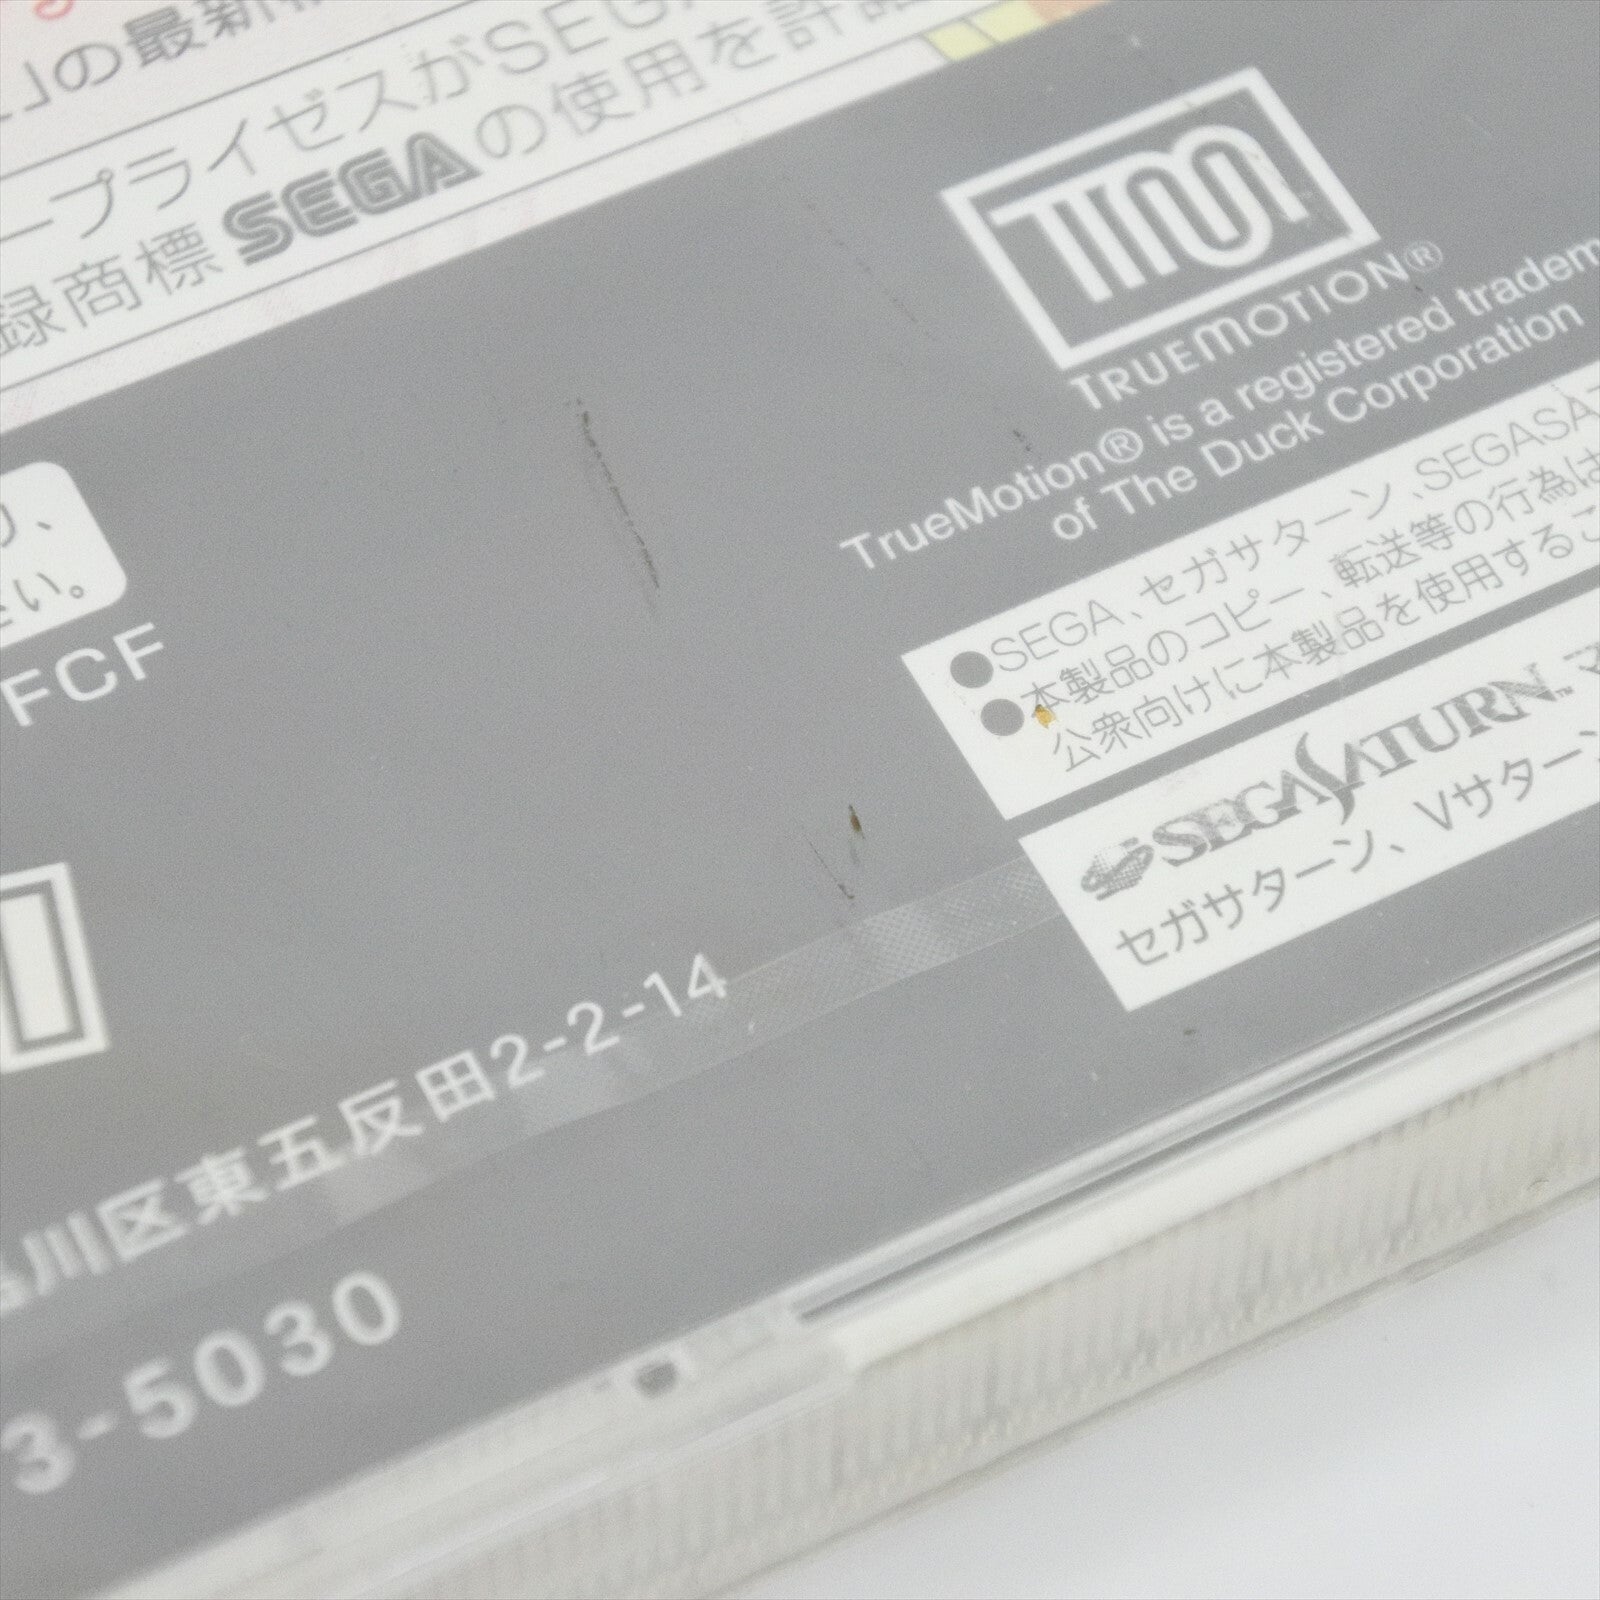 」の最新
ープライゼスがSEGA
録商標 SEGA の使用を許
TM
TRUEMOTION®
TrueMotion® is a registered tradem
of The Duck Corporation
り、
い。
FCF
●SEGA、セガサターン、SEGASA
●本製品のコピー、転送等の行為は
公衆向けに本製品を使用するこ
SEGA SATURN™ マ
セガサターン、Vサターン
川区東五反田2-2-14
3-5030